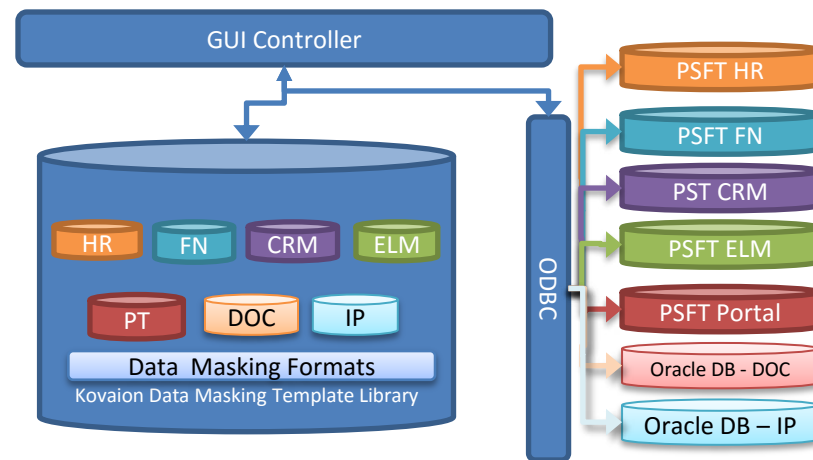 GUI Controller
HR
FN
CRM
ELM
PT
DOC
IP
Data  Masking Formats
Kovaion Data Masking Template Library
ODBC
PSFT HR
PSFT FN
PST CRM
PSFT ELM
PSFT Portal
Oracle DB - DOC
Oracle DB – IP